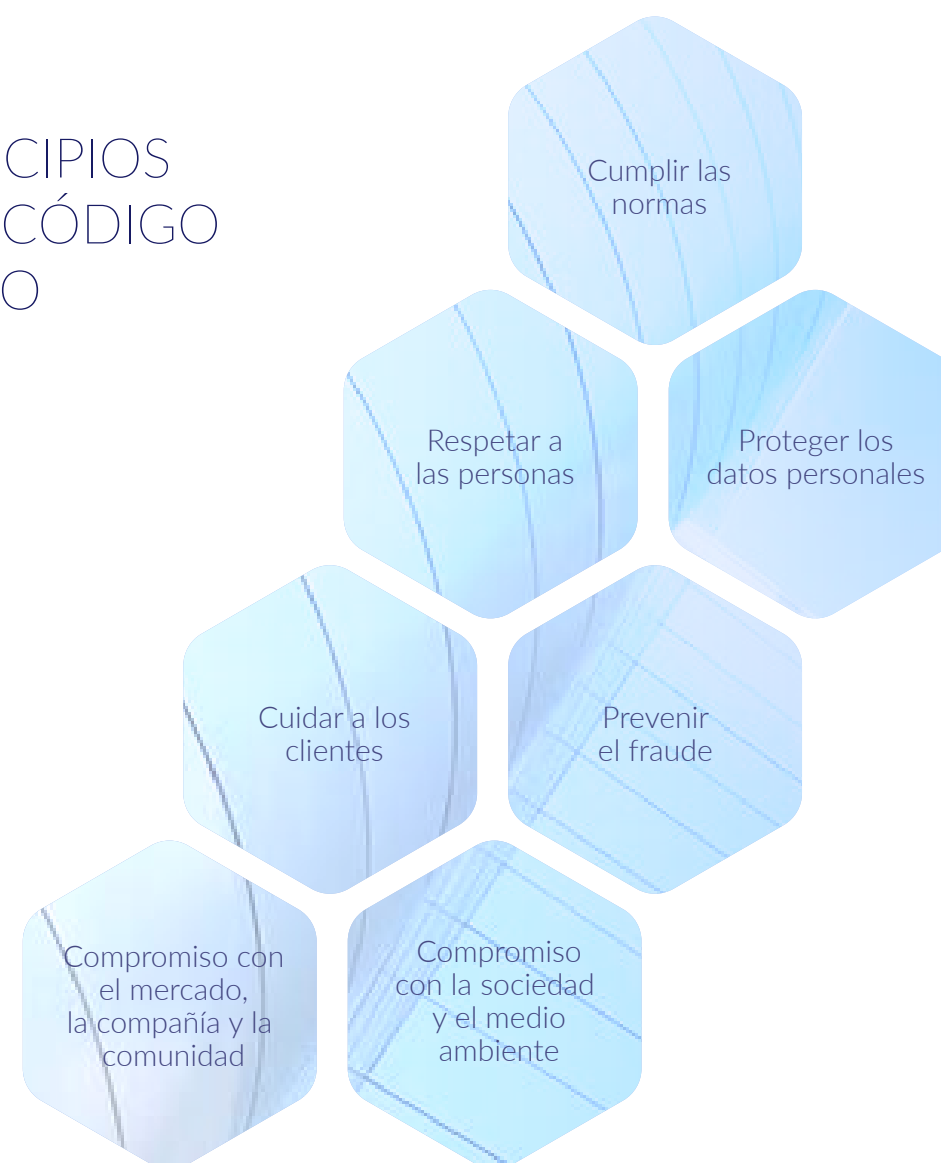 CIPIOS
CÓDIGO
O
Cumplir las
normas
Respetar a
las personas
Proteger los
datos personales
Cuidar a los
clientes
Prevenir
el fraude
Compromiso con
el mercado,
la compañía y la
comunidad
Compromiso
con la sociedad
y el medio
ambiente